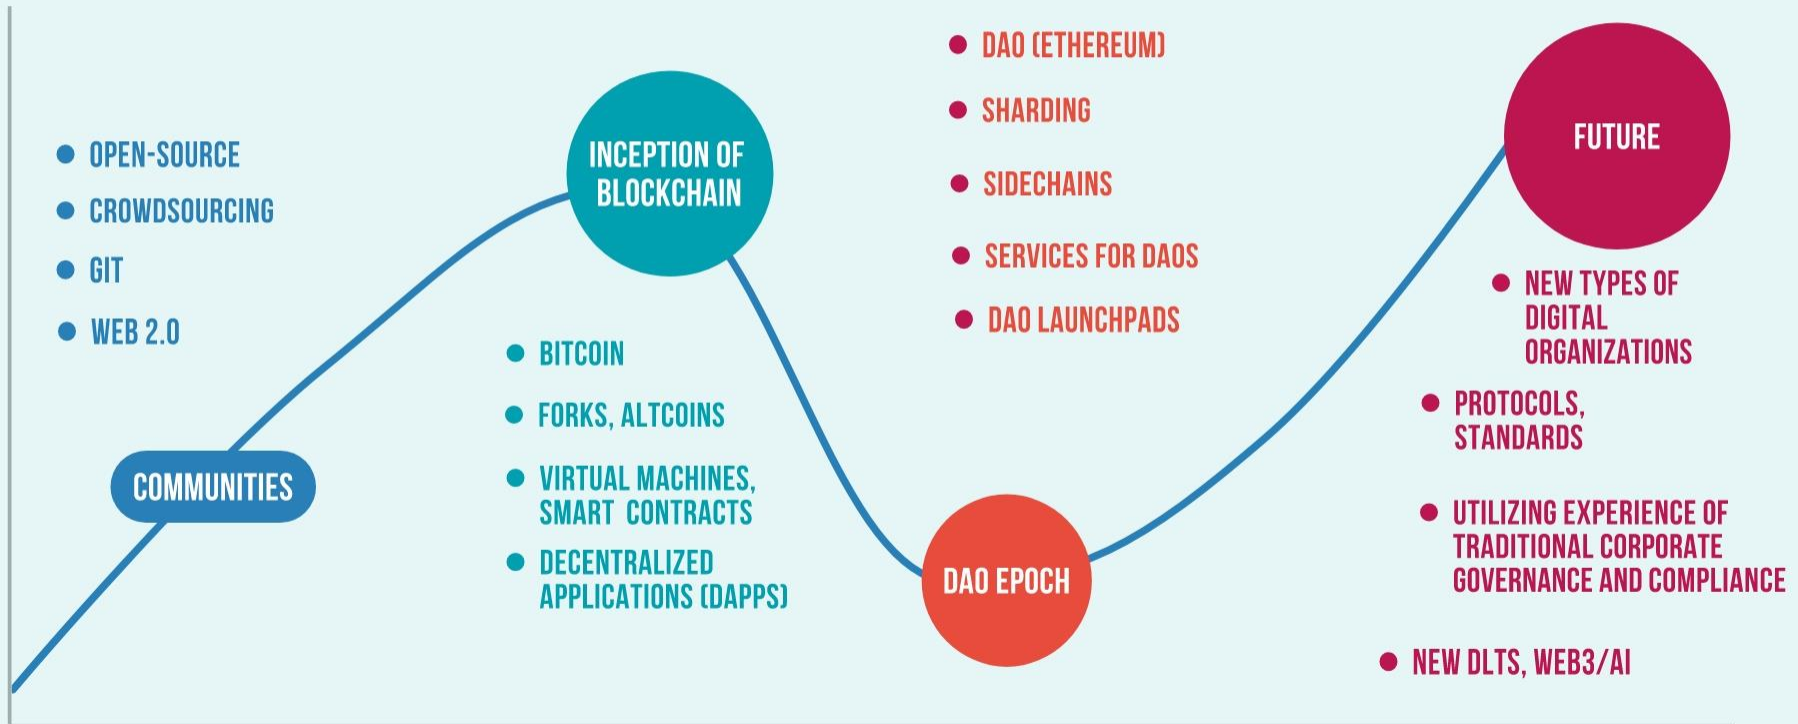 OPEN-SOURCE
CROWDSOURCING
GIT
WEB 2.0
COMMUNITIES
INCEPTION OF
BLOCKCHAIN
BITCOIN
FORKS, ALTCOINS
VIRTUAL MACHINES,
SMART CONTRACTS
DECENTRALIZED
APPLICATIONS (DAPPS)
DAO (ETHEREUM)
SHARDING
SIDECHAINS
SERVICES FOR DAOS
DAO LAUNCHPADS
DAO EPOCH
FUTURE
NEW TYPES OF
DIGITAL
ORGANIZATIONS
PROTOCOLS,
STANDARDS
UTILIZING EXPERIENCE OF
TRADITIONAL CORPORATE
GOVERNANCE AND COMPLIANCE
NEW DLTS, WEB3/AI